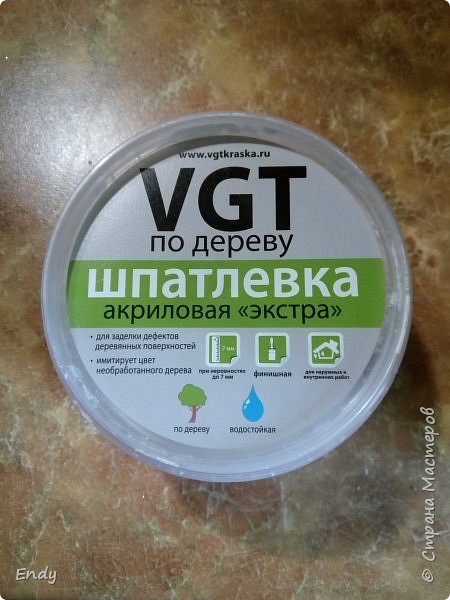 www.vgtkraska.ru
VGT
по дереву
шпатлевка
акриловая «экстра»
• для заделки дефектов
деревянных поверхностей
• имитирует цвет
необработанного дерева
7 мм
при неровностях
до 7 мм
финишная
для наружных и
внутренних работ
по дереву
водостойкая
Endy
© Страна Мастеров